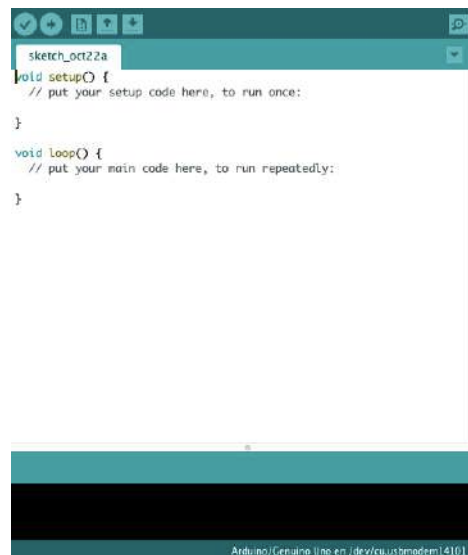 sketch_oct22a
void setup() {
// put your setup code here, to run once:
}
void loop() {
// put your main code here, to run repeatedly:
}
Arduino/Genuino Uno en /dev/cu.usbmodem1410